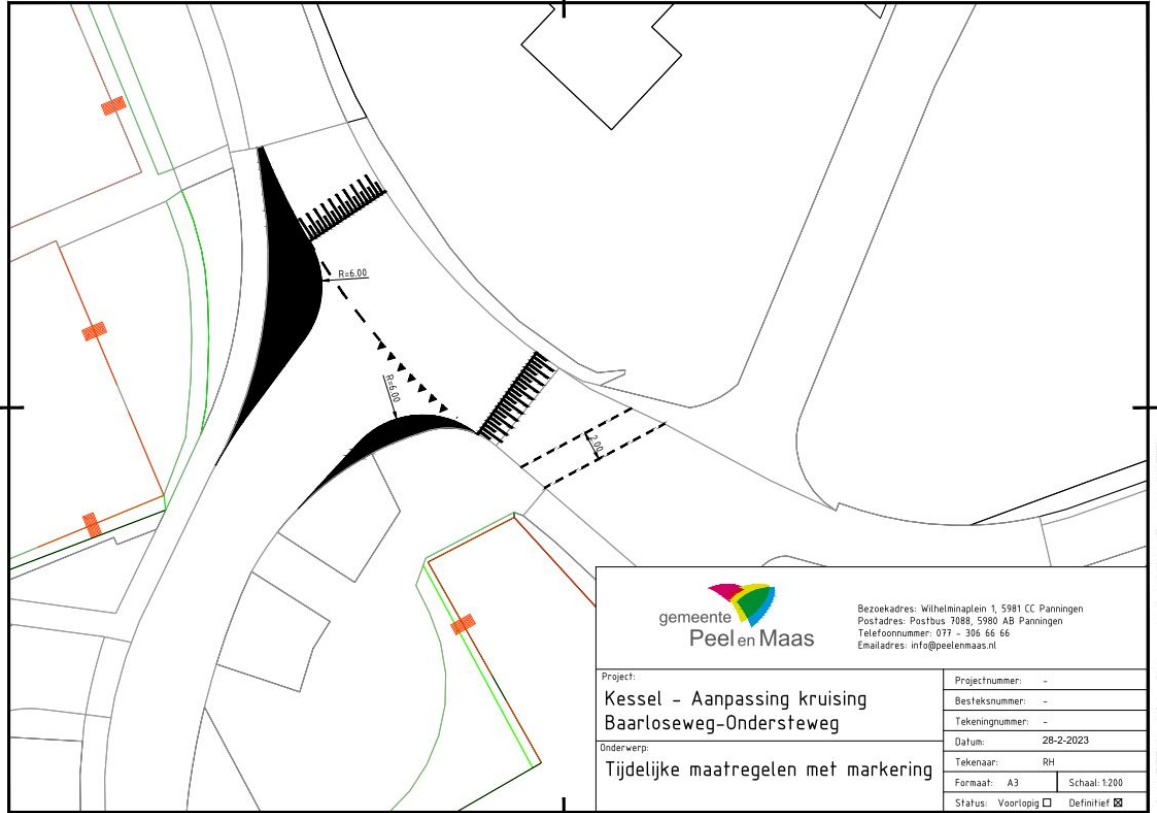 R=6.00
R=6.00
2.00
gemeente
Peel en Maas
Bezoekadres: Wilhelminaplein 1, 5981 CC Panningen
Postadres: Postbus 7088, 5980 AB Panningen
Telefoonnummer: 077 - 306 66 66
Emailadres: info@peelenmaas.nl
Project:
Kessel - Aanpassing kruising
Baarloseweg-Ondersteweg
Onderwerp:
Tijdelijke maatregelen met markering
Projectnummer: -
Besteksnummer: -
Tekeningnummer: -
Datum: 28-2-2023
Tekenaar: RH
Formaat: A3 Schaal: 1:200
Status: Voorlopig ☐ Definitief ☒